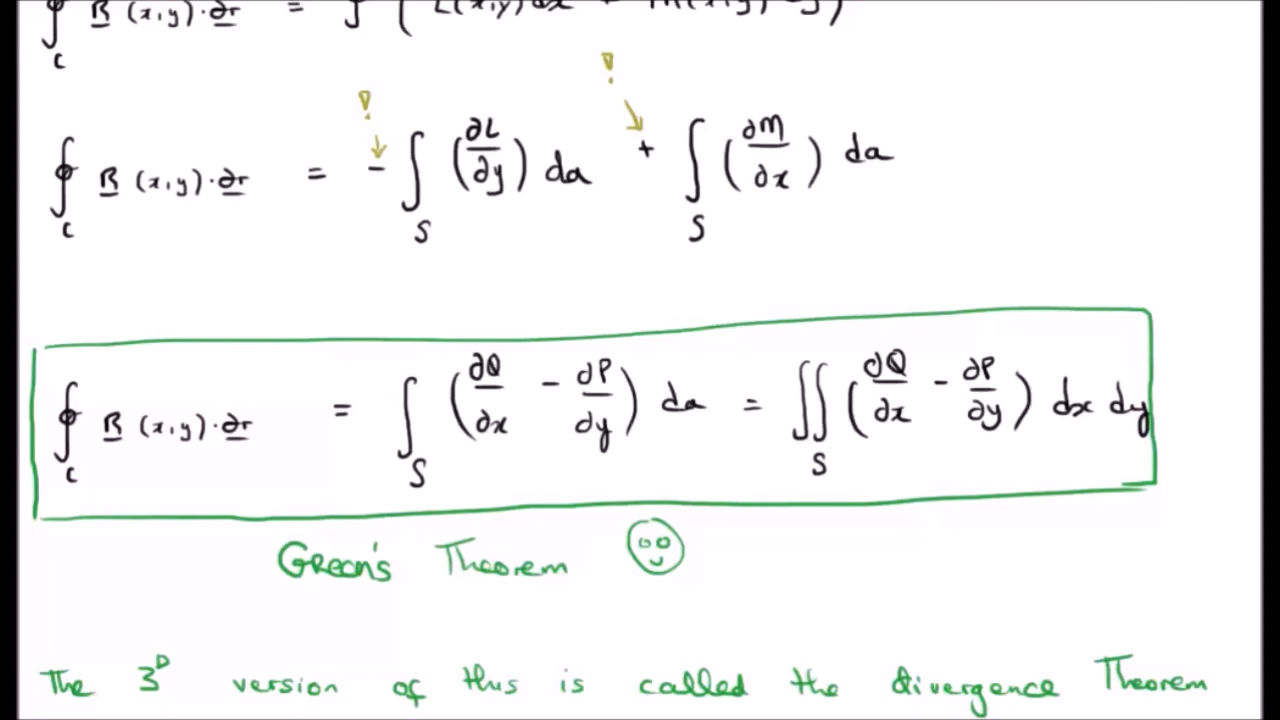 ∮_C B (x,y)·∂r = ∫ ( L(x,y) dx
! !
∮_C B (x,y)·∂r = - ∫_S (∂L/∂y) da + ∫_S (∂M/∂x) da
∮_C B (x,y)·∂r = ∫_S (∂Q/∂x - ∂P/∂y) da = ∬_S (∂Q/∂x - ∂P/∂y) dx dy
Green's Theorem
The 3D version of this is called the divergence Theorem